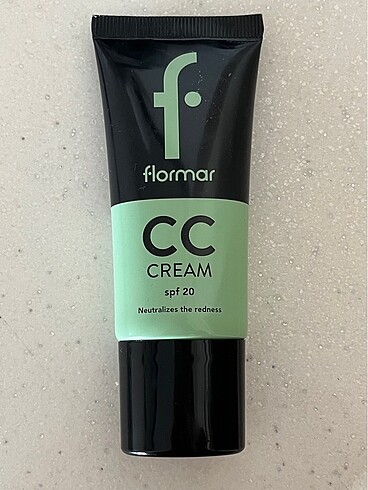 f
flormar
CC
CREAM
spf 20
Neutralizes the redness